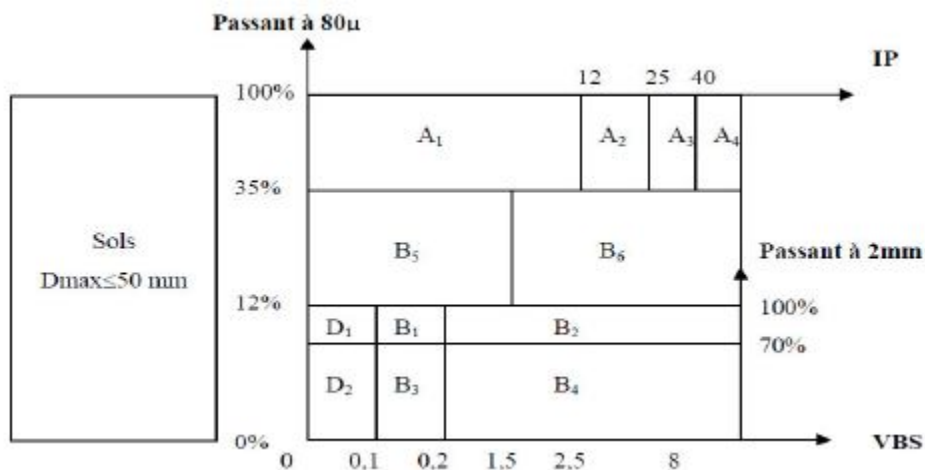 Passant à 80µ
IP
12 25 40
100%
A₁ A₂ A₃ A₄
35%
Sols
Dmax≤50 mm
B₅ B₆
Passant à 2mm
12%
100%
D₁ B₁ B₂
70%
D₂ B₃ B₄
0%
VBS
0 0,1 0,2 1,5 2,5 8